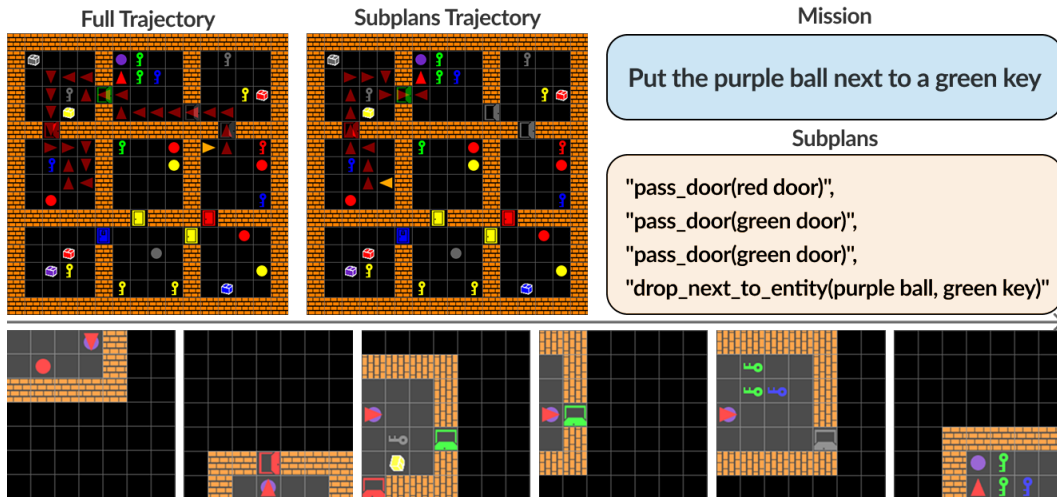 Full Trajectory
Subplans Trajectory
Mission
Put the purple ball next to a green key
Subplans
"pass_door(red door)",
"pass_door(green door)",
"pass_door(green door)",
"drop_next_to_entity(purple ball, green key)"